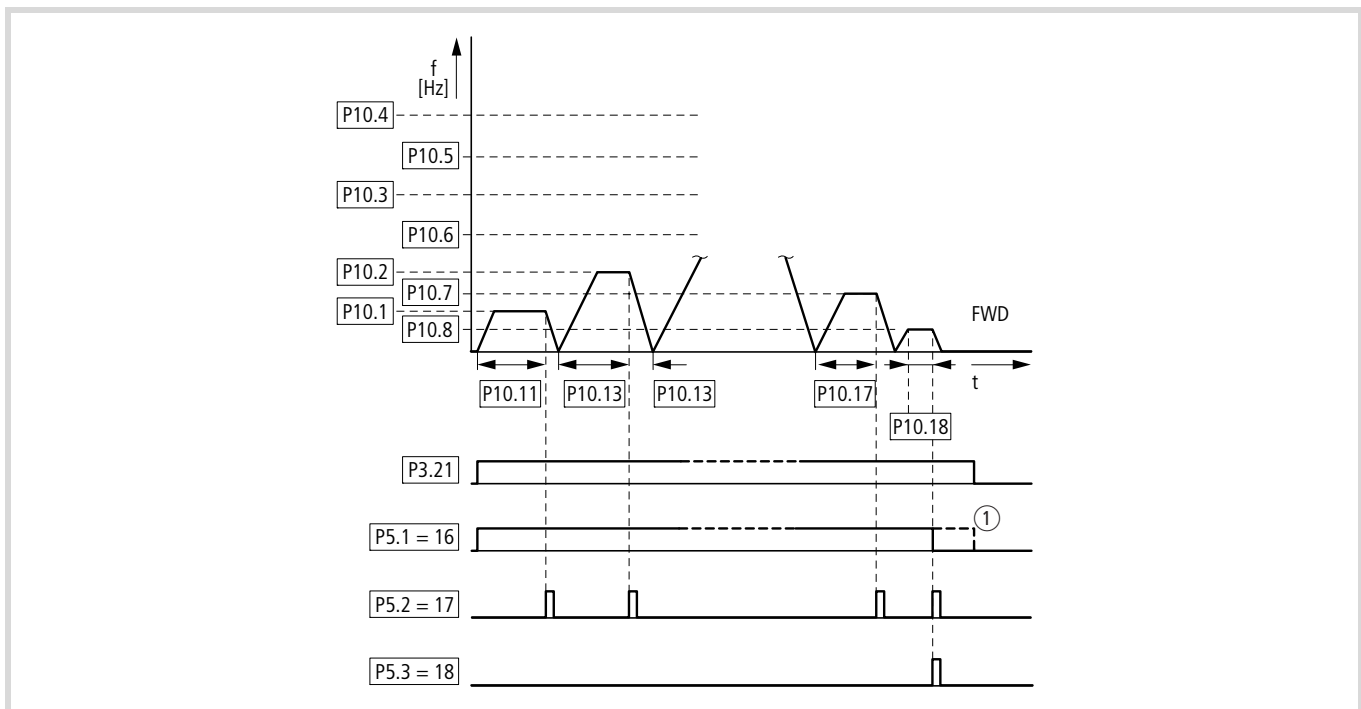 f
[Hz]
P10.4
P10.5
P10.3
P10.6
P10.2
P10.7
P10.1
P10.8
FWD
t
P10.11 P10.13 P10.13 P10.17
P10.18
P3.21
P5.1 = 16
1
P5.2 = 17
P5.3 = 18